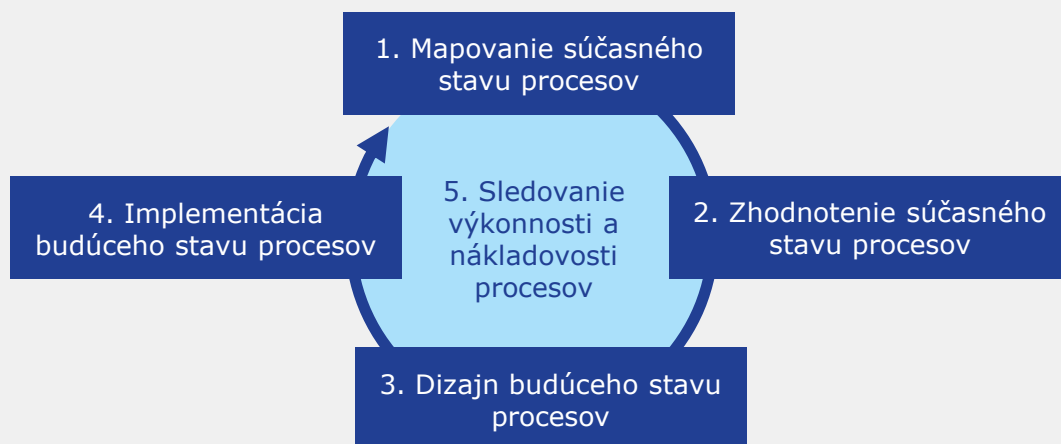 1. Mapovanie súčasného
stavu procesov
2. Zhodnotenie súčasného
stavu procesov
3. Dizajn budúceho stavu
procesov
4. Implementácia
budúceho stavu procesov
5. Sledovanie
výkonnosti a
nákladovosti
procesov